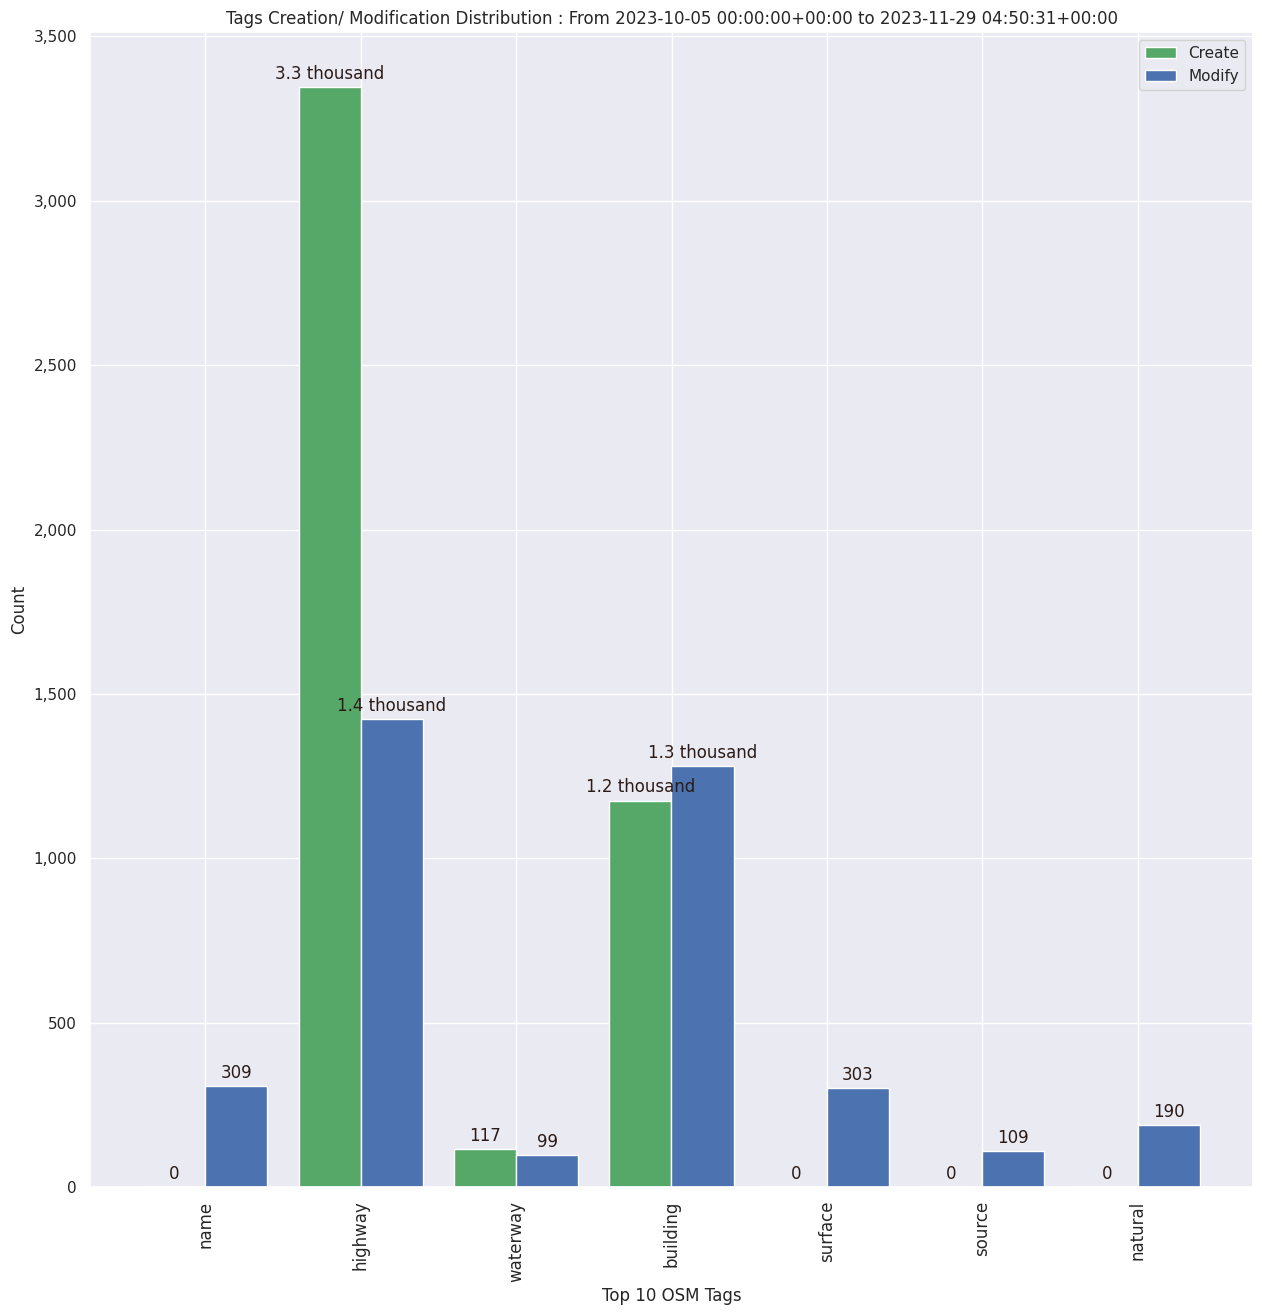 Tags Creation/ Modification Distribution : From 2023-10-05 00:00:00+00:00 to 2023-11-29 04:50:31+00:00
Create
Modify
3,500
3,000
2,500
2,000
1,500
1,000
500
0
Count
0
309
3.3 thousand
1.4 thousand
117
99
1.2 thousand
1.3 thousand
0
303
0
109
0
190
name
highway
waterway
building
surface
source
natural
Top 10 OSM Tags